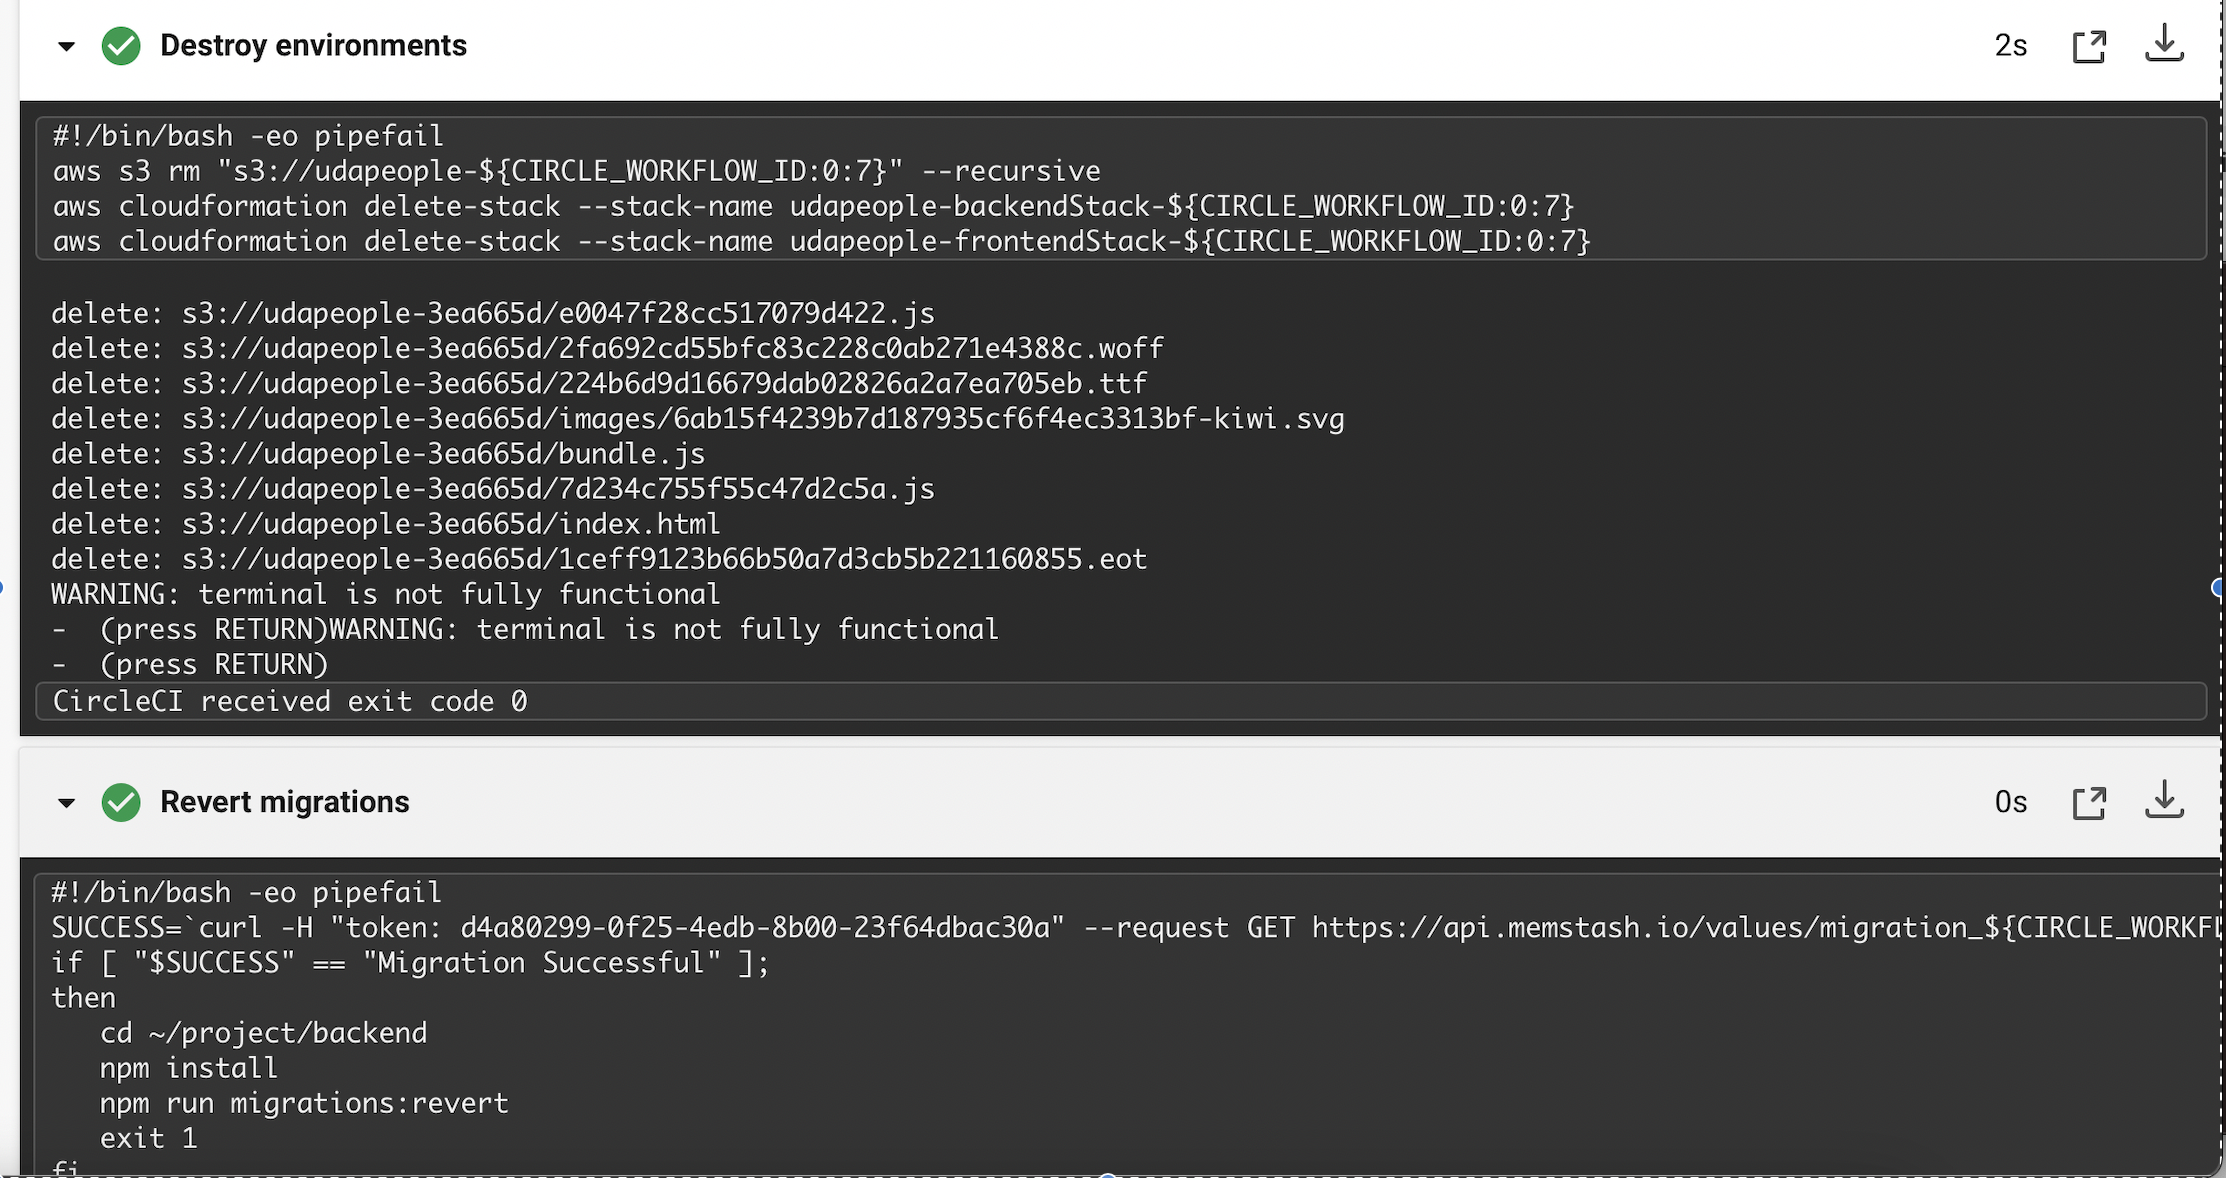 Destroy environments
2s
#!/bin/bash -eo pipefail
aws s3 rm "s3://udapeople-${CIRCLE_WORKFLOW_ID:0:7}" --recursive
aws cloudformation delete-stack --stack-name udapeople-backendStack-${CIRCLE_WORKFLOW_ID:0:7}
aws cloudformation delete-stack --stack-name udapeople-frontendStack-${CIRCLE_WORKFLOW_ID:0:7}
delete: s3://udapeople-3ea665d/e0047f28cc517079d422.js
delete: s3://udapeople-3ea665d/2fa692cd55bfc83c228c0ab271e4388c.woff
delete: s3://udapeople-3ea665d/224b6d9d16679dab02826a2a7ea705eb.ttf
delete: s3://udapeople-3ea665d/images/6ab15f4239b7d187935cf6f4ec3313bf-kiwi.svg
delete: s3://udapeople-3ea665d/bundle.js
delete: s3://udapeople-3ea665d/7d234c755f55c47d2c5a.js
delete: s3://udapeople-3ea665d/index.html
delete: s3://udapeople-3ea665d/1ceff9123b66b50a7d3cb5b221160855.eot
WARNING: terminal is not fully functional
-  (press RETURN)WARNING: terminal is not fully functional
-  (press RETURN)
CircleCI received exit code 0
Revert migrations
0s
#!/bin/bash -eo pipefail
SUCCESS=`curl -H "token: d4a80299-0f25-4edb-8b00-23f64dbac30a" --request GET https://api.memstash.io/values/migration_${CIRCLE_WORKFL
if [ "$SUCCESS" == "Migration Successful" ];
then
cd ~/project/backend
npm install
npm run migrations:revert
exit 1
fi